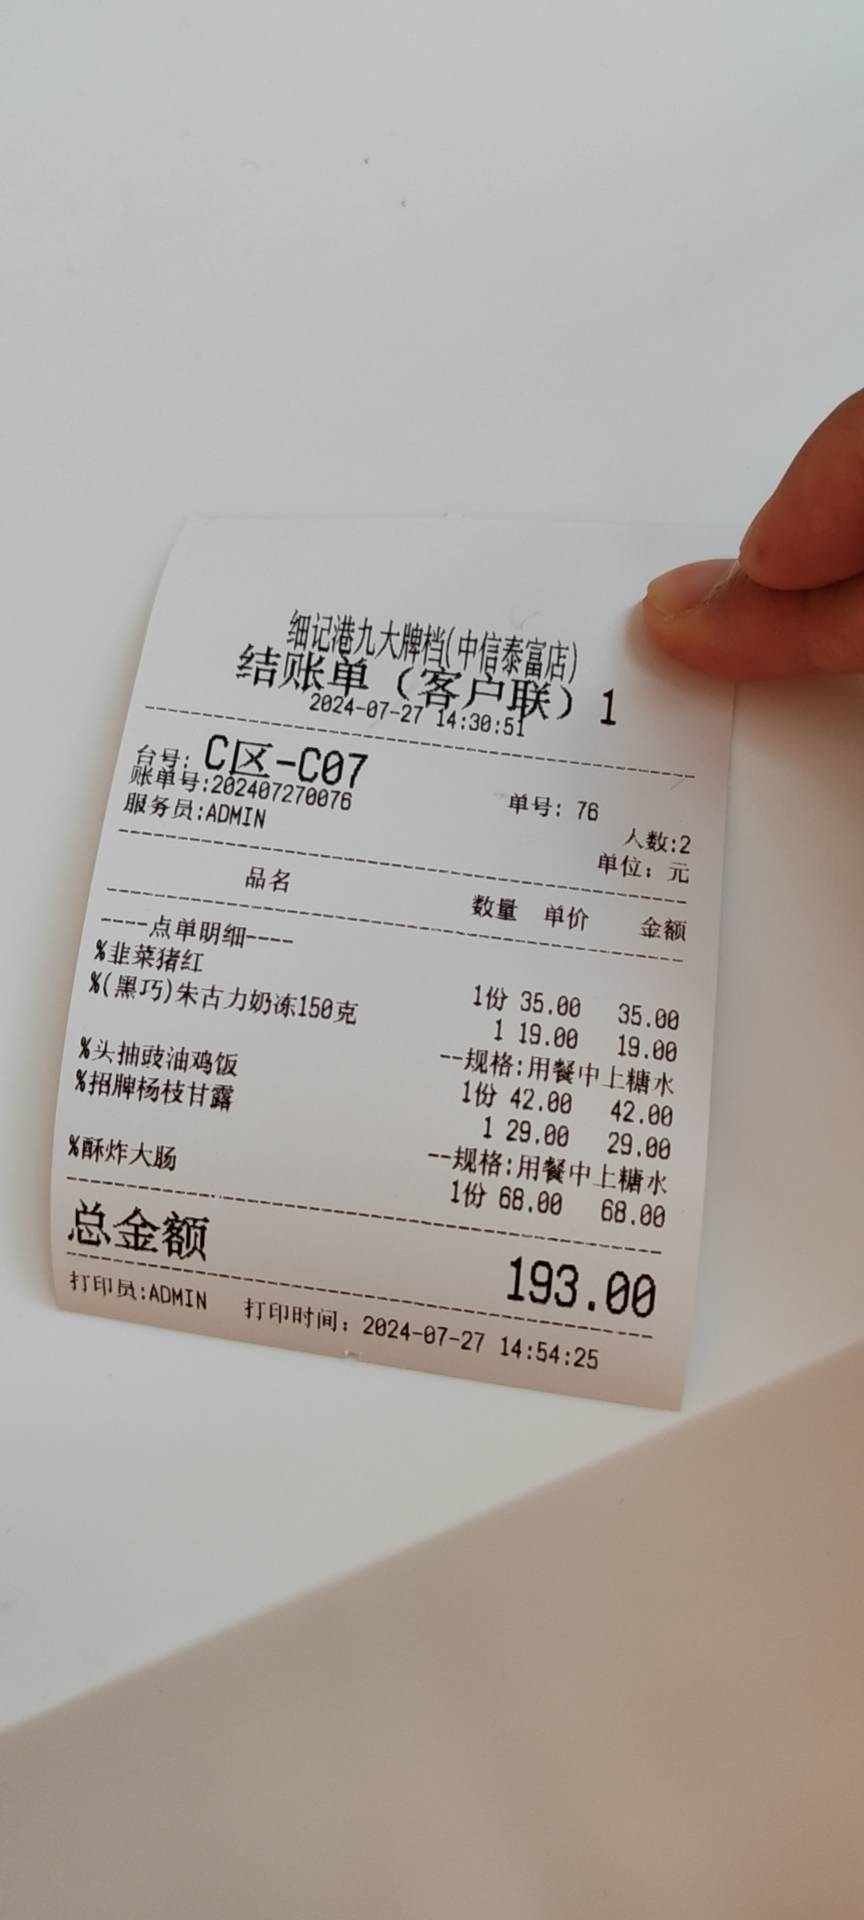 细记港九大牌档(中信泰富店)
结账单（客户联）1
2024-07-27 14:30:51
台号: C区-C07 单号: 76
账单号:202407270076 人数:2
服务员:ADMIN 单位: 元
品名 数量 单价 金额
----点单明细----
%韭菜猪红 1份 35.00 35.00
%(黑巧)朱古力奶冻150克 1 19.00 19.00
--规格:用餐中上糖水
%头抽豉油鸡饭 1份 42.00 42.00
%招牌杨枝甘露 1 29.00 29.00
--规格:用餐中上糖水
%酥炸大肠 1份 68.00 68.00
总金额 193.00
打印员:ADMIN 打印时间: 2024-07-27 14:54:25